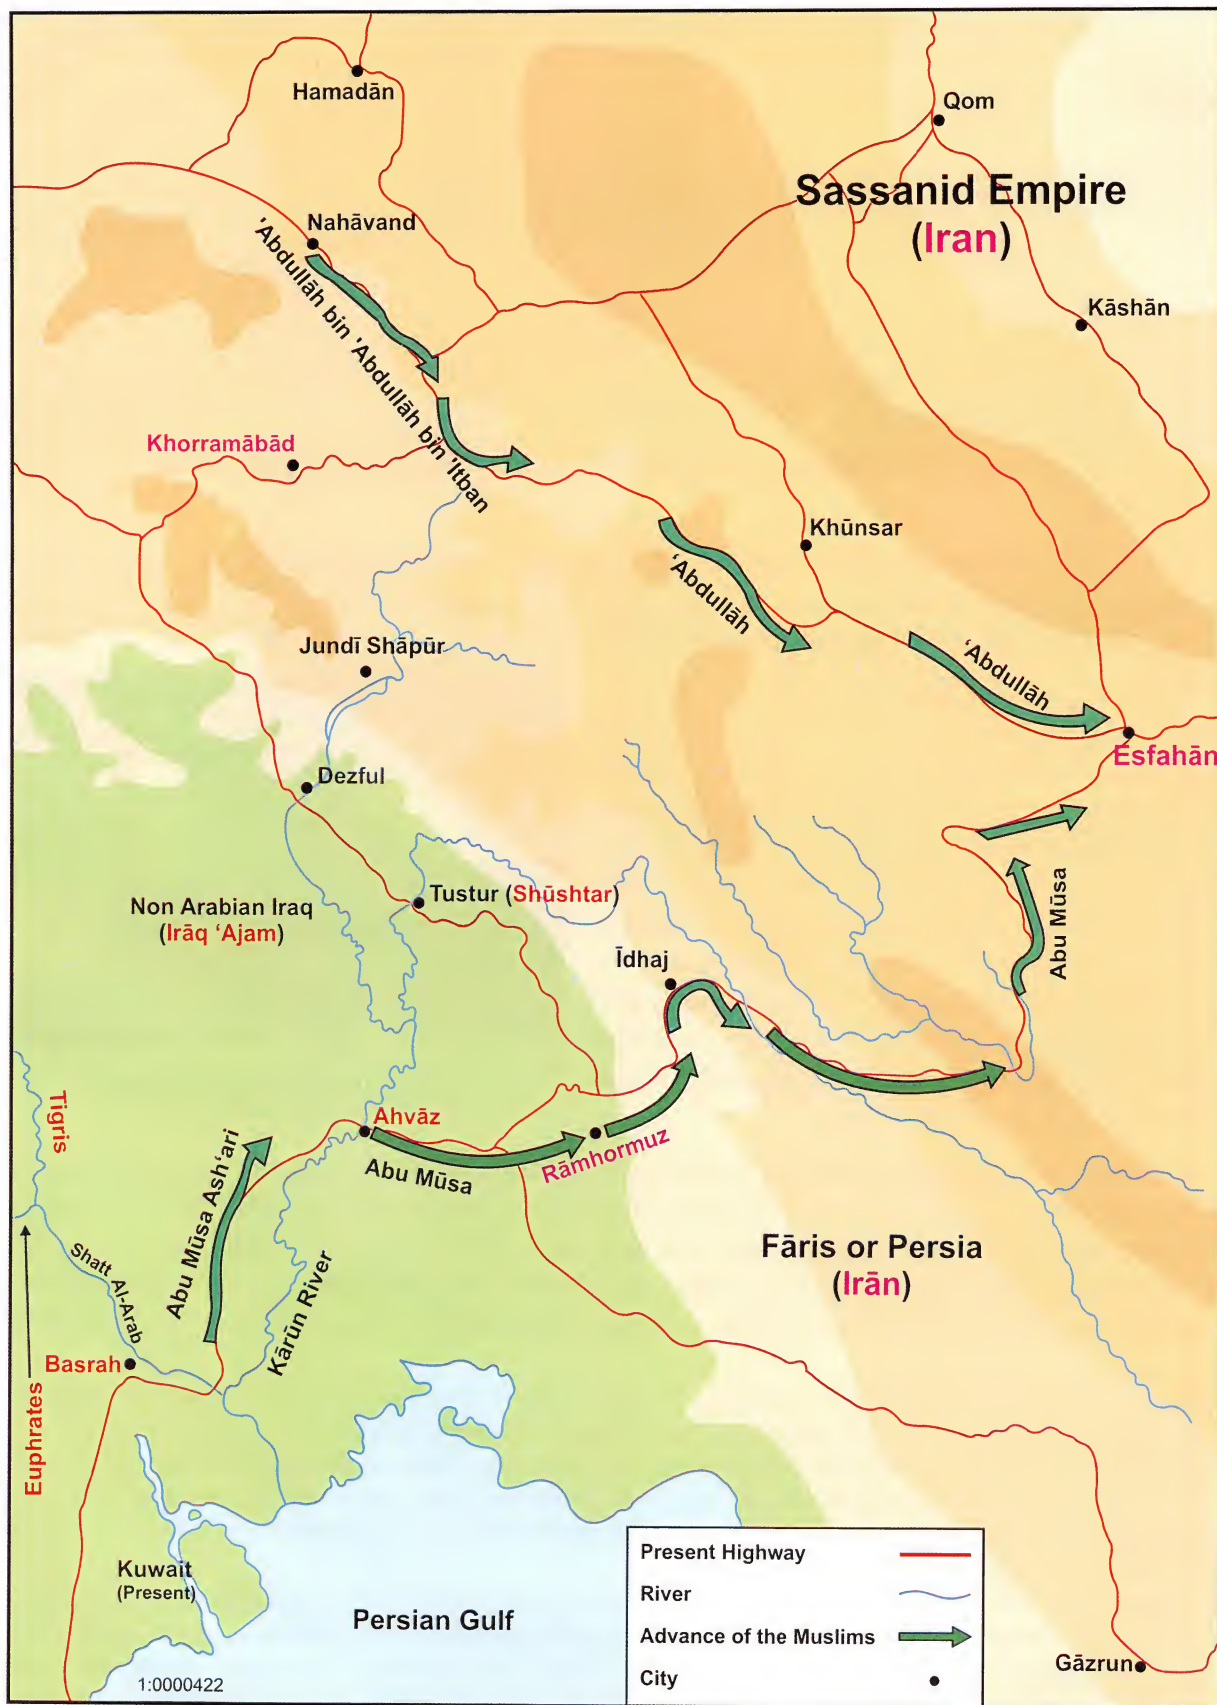 Hamadān
Qom
Sassanid Empire
(Iran)
Nahāvand
'Abdullāh bin 'Abdullāh bin 'Itban
Kāshān
Khorramābād
Khūnsar
'Abdullāh
Jundī Shāpūr
'Abdullāh
Esfahān
Dezful
Tustur (Shūshtar)
Non Arabian Iraq
(Irāq ‘Ajam)
Īdhaj
Abu Mūsa
Tigris
Ahvāz
Abu Mūsa
Rāmhormuz
Abu Mūsa Ash‘ari
Shatt Al-Arab
Kārūn River
Fāris or Persia
(Irān)
Basrah
Euphrates
Kuwait
(Present)
Persian Gulf
1:0000422
Present Highway
River
Advance of the Muslims
City
Gāzrun